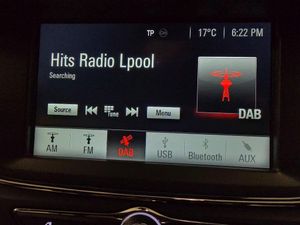 TP 17°C 6:22 PM
Hits Radio Lpool
Searching
Source Tune Menu DAB
AM FM DAB USB Bluetooth AUX